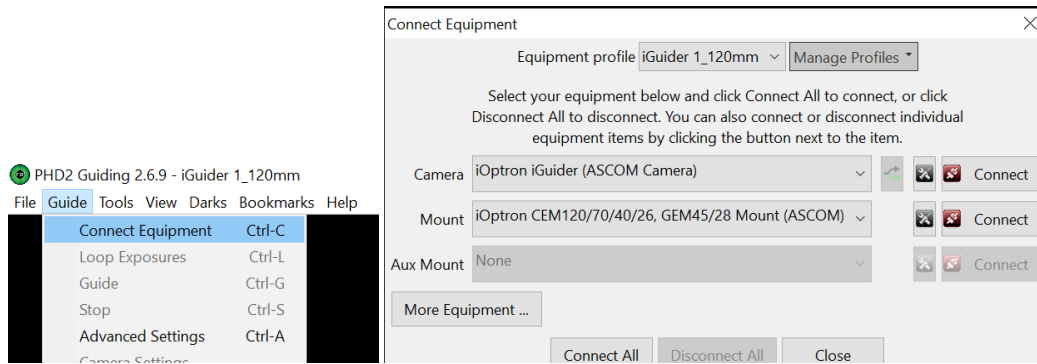 PHD2 Guiding 2.6.9 - iGuider 1_120mm
File Guide Tools View Darks Bookmarks Help
Connect Equipment Ctrl-C
Loop Exposures Ctrl-L
Guide Ctrl-G
Stop Ctrl-S
Advanced Settings Ctrl-A
Camera Settings
Connect Equipment
Equipment profile iGuider 1_120mm Manage Profiles
Select your equipment below and click Connect All to connect, or click
Disconnect All to disconnect. You can also connect or disconnect individual
equipment items by clicking the button next to the item.
Camera iOptron iGuider (ASCOM Camera) Connect
Mount iOptron CEM120/70/40/26, GEM45/28 Mount (ASCOM) Connect
Aux Mount None Connect
More Equipment ...
Connect All Disconnect All Close